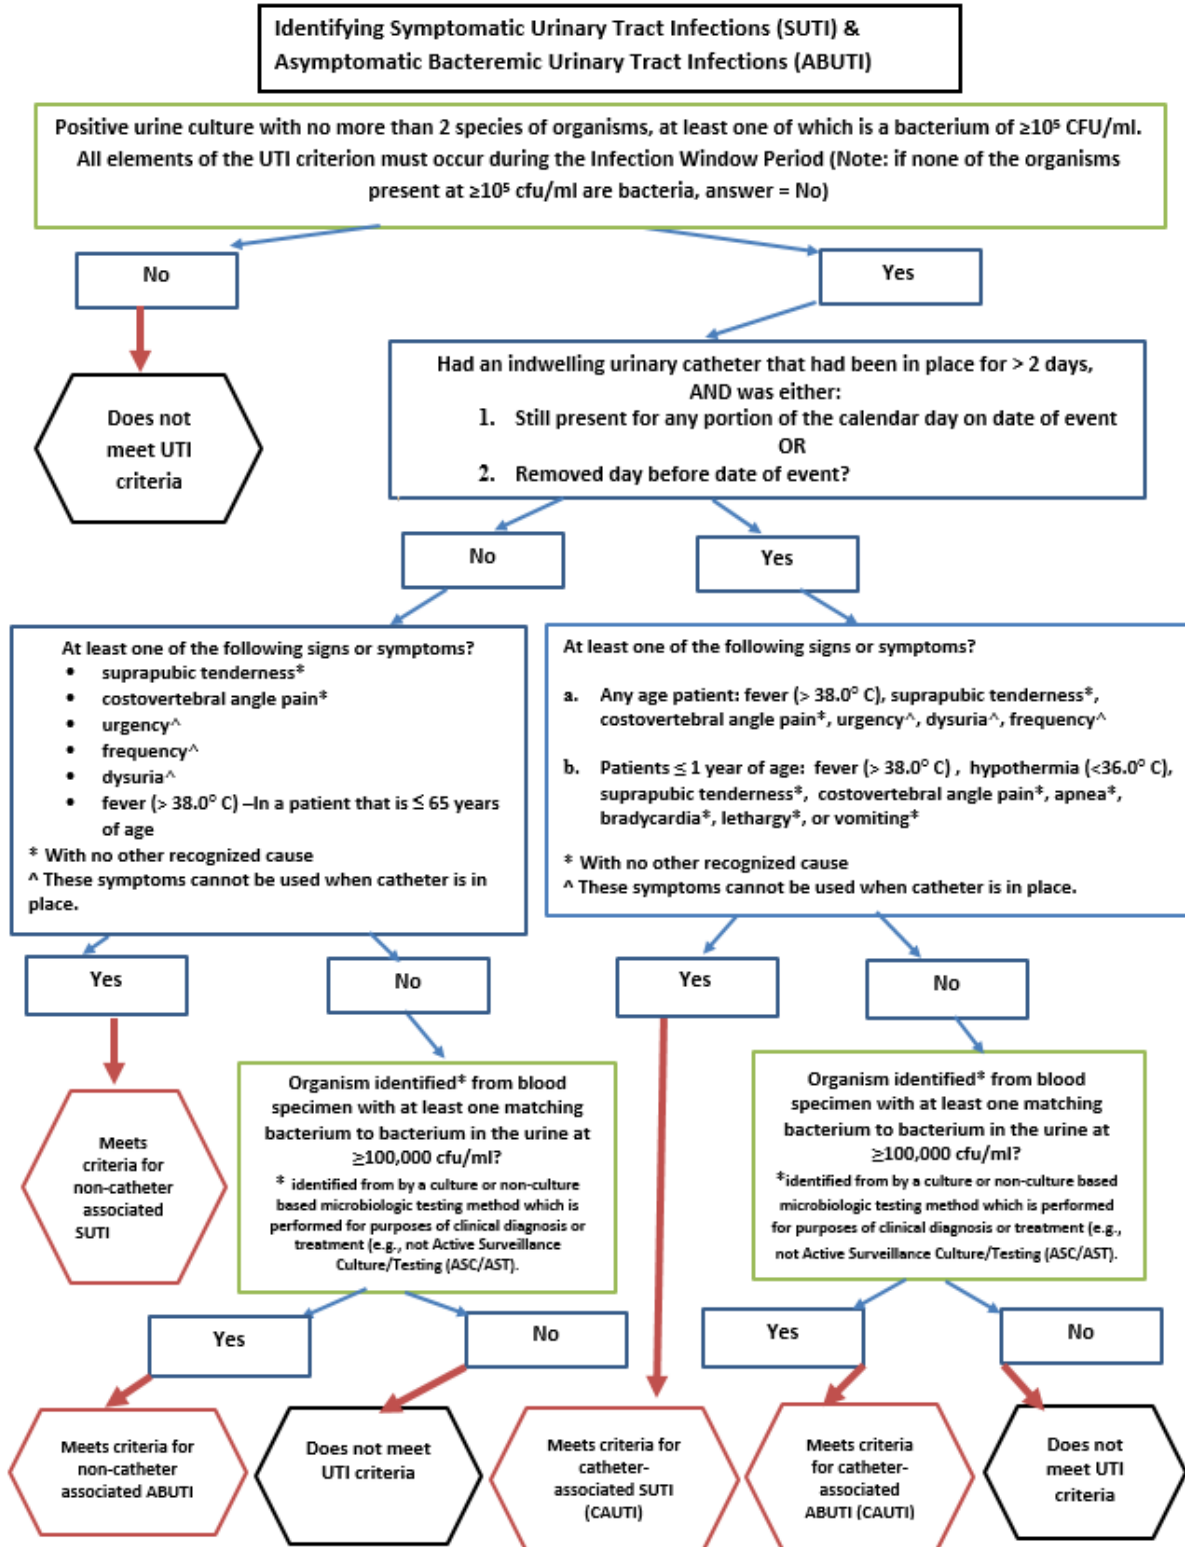 Identifying Symptomatic Urinary Tract Infections (SUTI) &
Asymptomatic Bacteremic Urinary Tract Infections (ABUTI)
Positive urine culture with no more than 2 species of organisms, at least one of which is a bacterium of ≥10⁵ CFU/ml.
All elements of the UTI criterion must occur during the Infection Window Period (Note: if none of the organisms
present at ≥10⁵ cfu/ml are bacteria, answer = No)
No
Yes
Does not
meet UTI
criteria
Had an indwelling urinary catheter that had been in place for > 2 days,
AND was either:
1. Still present for any portion of the calendar day on date of event
OR
2. Removed day before date of event?
No
Yes
At least one of the following signs or symptoms?
• suprapubic tenderness*
• costovertebral angle pain*
• urgency^
• frequency^
• dysuria^
• fever (> 38.0° C) –In a patient that is ≤ 65 years
of age
* With no other recognized cause
^ These symptoms cannot be used when catheter is in
place.
At least one of the following signs or symptoms?
a. Any age patient: fever (> 38.0° C), suprapubic tenderness*,
costovertebral angle pain*, urgency^, dysuria^, frequency^
b. Patients ≤ 1 year of age: fever (> 38.0° C) , hypothermia (<36.0° C),
suprapubic tenderness*, costovertebral angle pain*, apnea*,
bradycardia*, lethargy*, or vomiting*
* With no other recognized cause
^ These symptoms cannot be used when catheter is in place.
Yes
No
Yes
No
Meets
criteria for
non-catheter
associated
SUTI
Organism identified* from blood
specimen with at least one matching
bacterium to bacterium in the urine at
≥100,000 cfu/ml?
* identified from by a culture or non-culture
based microbiologic testing method which is
performed for purposes of clinical diagnosis or
treatment (e.g., not Active Surveillance
Culture/Testing (ASC/AST).
Organism identified* from blood
specimen with at least one matching
bacterium to bacterium in the urine at
≥100,000 cfu/ml?
*identified from by a culture or non-culture based
microbiologic testing method which is performed
for purposes of clinical diagnosis or treatment (e.g.,
not Active Surveillance Culture/Testing (ASC/AST).
Yes
No
Yes
No
Meets criteria for
non-catheter
associated ABUTI
Does not meet
UTI criteria
Meets criteria for
catheter-
associated SUTI
(CAUTI)
Meets criteria
for catheter-
associated
ABUTI (CAUTI)
Does not
meet UTI
criteria